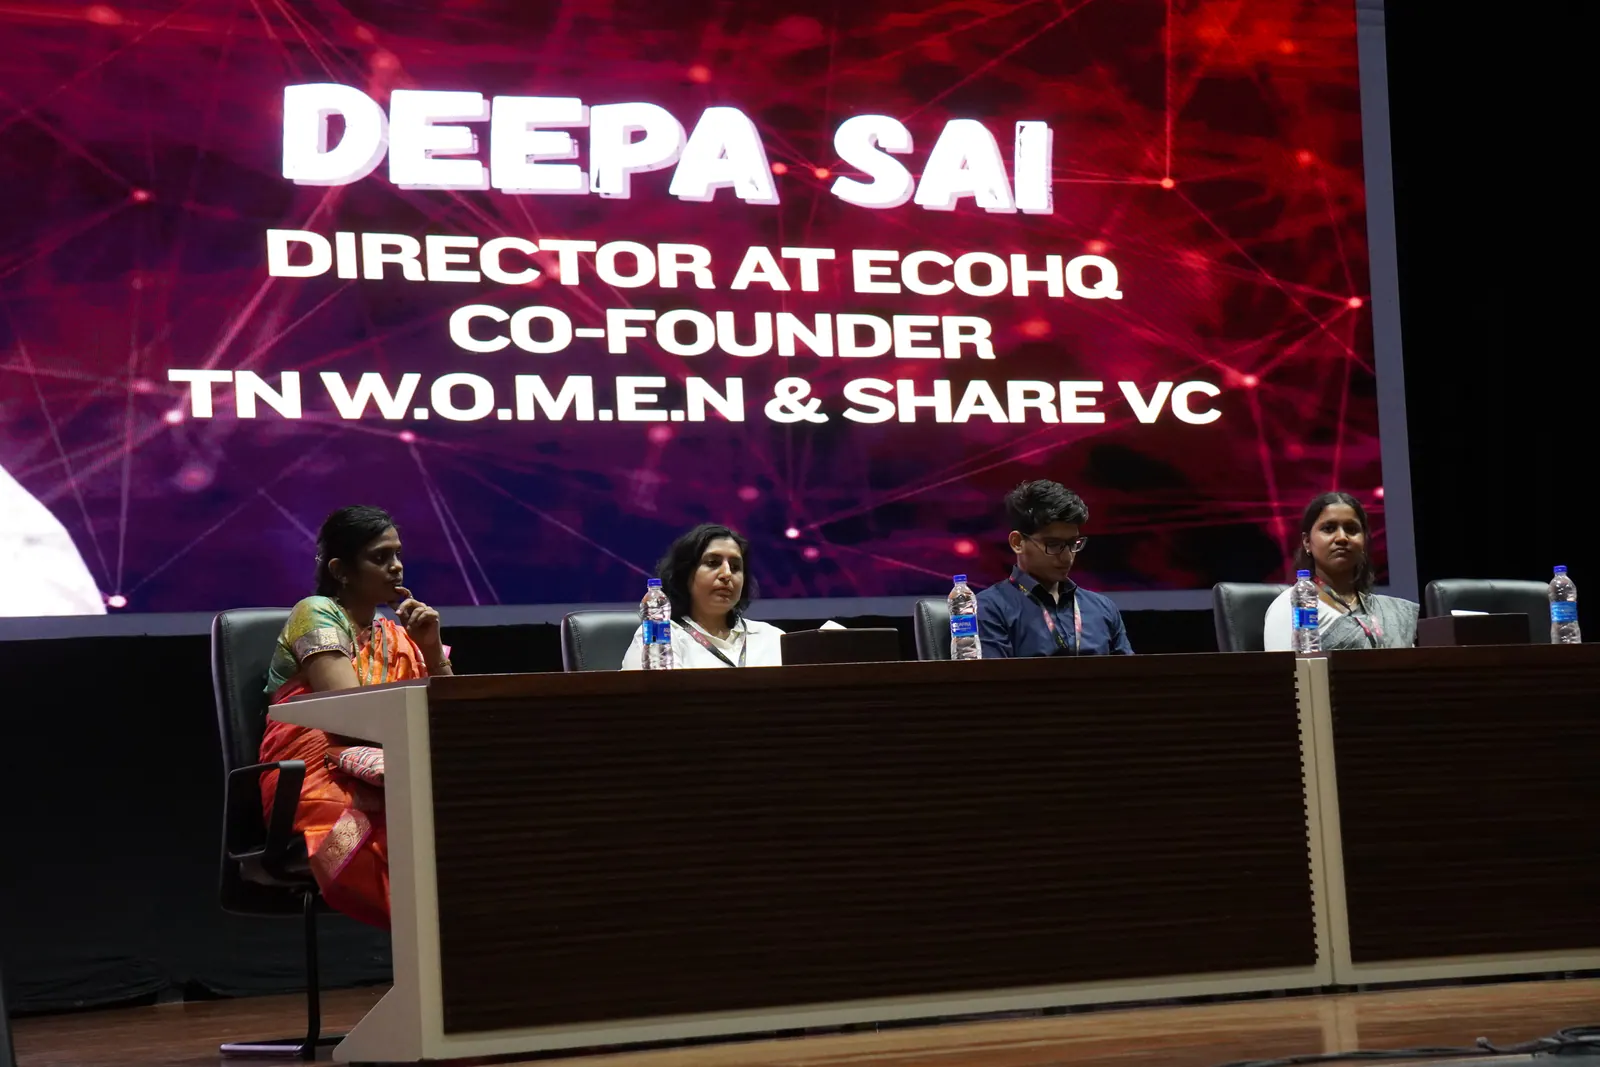 DEEPA SAI
DIRECTOR AT ECOHQ
CO-FOUNDER
TN W.O.M.E.N & SHARE VC